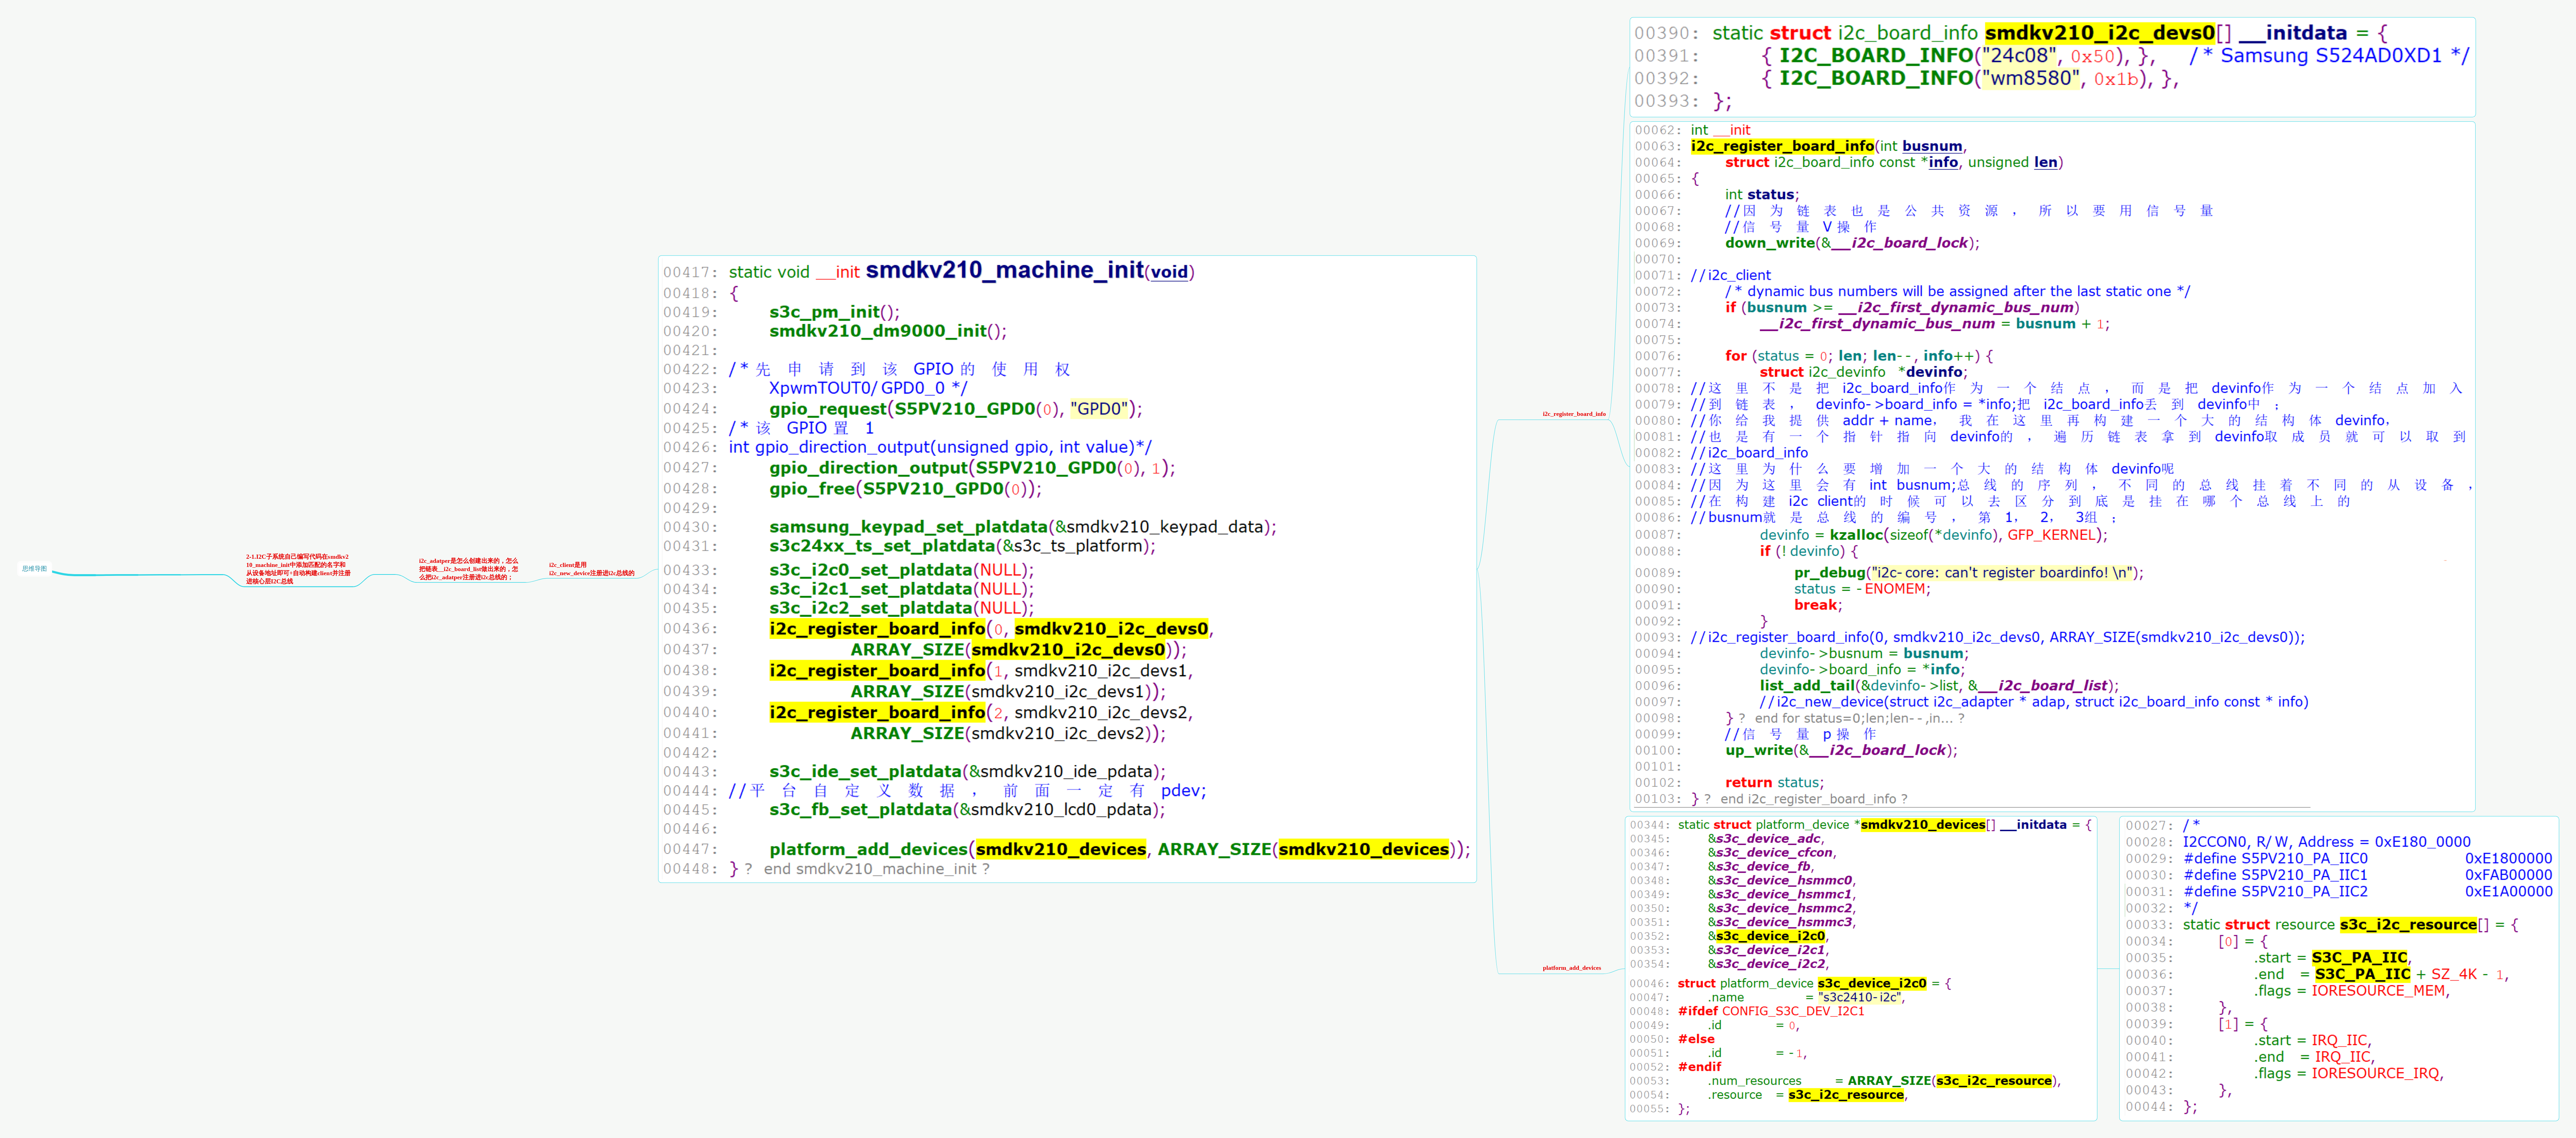 思维导图
2-1.I2C子系统自己编写代码在smdkv2
10_machine_init中添加匹配的名字和
从设备地址即可+自动构建client并注册
进核心层I2C总线
i2c_adatper是怎么创建出来的，怎么
把链表__i2c_board_list做出来的，怎
么把i2c_adatper注册进i2c总线的；
i2c_client是用
i2c_new_device注册进i2c总线的
00417: static void __init smdkv210_machine_init(void)
00418: {
00419: s3c_pm_init();
00420: smdkv210_dm9000_init();
00421:
00422: /*先申请到该GPIO的使用权
00423: XpwmTOUT0/GPD0_0 */
00424: gpio_request(S5PV210_GPD0(0), "GPD0");
00425: /*该GPIO置1
00426: int gpio_direction_output(unsigned gpio, int value)*/
00427: gpio_direction_output(S5PV210_GPD0(0), 1);
00428: gpio_free(S5PV210_GPD0(0));
00429:
00430: samsung_keypad_set_platdata(&smdkv210_keypad_data);
00431: s3c24xx_ts_set_platdata(&s3c_ts_platform);
00433: s3c_i2c0_set_platdata(NULL);
00434: s3c_i2c1_set_platdata(NULL);
00435: s3c_i2c2_set_platdata(NULL);
00436: i2c_register_board_info(0, smdkv210_i2c_devs0,
00437: ARRAY_SIZE(smdkv210_i2c_devs0));
00438: i2c_register_board_info(1, smdkv210_i2c_devs1,
00439: ARRAY_SIZE(smdkv210_i2c_devs1));
00440: i2c_register_board_info(2, smdkv210_i2c_devs2,
00441: ARRAY_SIZE(smdkv210_i2c_devs2));
00442:
00443: s3c_ide_set_platdata(&smdkv210_ide_pdata);
00444: //平台自定义数据，前面一定有pdev;
00445: s3c_fb_set_platdata(&smdkv210_lcd0_pdata);
00446:
00447: platform_add_devices(smdkv210_devices, ARRAY_SIZE(smdkv210_devices));
00448: } ? end smdkv210_machine_init ?
i2c_register_board_info
00390: static struct i2c_board_info smdkv210_i2c_devs0[] __initdata = {
00391: { I2C_BOARD_INFO("24c08", 0x50), }, /* Samsung S524AD0XD1 */
00392: { I2C_BOARD_INFO("wm8580", 0x1b), },
00393: };
00062: int __init
00063: i2c_register_board_info(int busnum,
00064: struct i2c_board_info const *info, unsigned len)
00065: {
00066: int status;
00067: //因为链表也是公共资源，所以要用信号量
00068: //信号量V操作
00069: down_write(&__i2c_board_lock);
00070:
00071: //i2c_client
00072: /* dynamic bus numbers will be assigned after the last static one */
00073: if (busnum >= __i2c_first_dynamic_bus_num)
00074: __i2c_first_dynamic_bus_num = busnum + 1;
00075:
00076: for (status = 0; len; len--, info++) {
00077: struct i2c_devinfo *devinfo;
00078: //这里不是把i2c_board_info作为一个结点，而是把devinfo作为一个结点加入
00079: //到链表，devinfo->board_info = *info;把i2c_board_info丢到devinfo中；
00080: //你给我提供addr+name，我在这里再构建一个大的结构体devinfo，
00081: //也是有一个指针指向devinfo的，遍历链表拿到devinfo取成员就可以取到
00082: //i2c_board_info
00083: //这里为什么要增加一个大的结构体devinfo呢
00084: //因为这里会有int busnum;总线的序列，不同的总线挂着不同的从设备，
00085: //在构建i2c client的时候可以去区分到底是挂在哪个总线上的
00086: //busnum就是总线的编号，第1，2，3组；
00087: devinfo = kzalloc(sizeof(*devinfo), GFP_KERNEL);
00088: if (! devinfo) {
00089: pr_debug("i2c-core: can't register boardinfo! \n");
00090: status = -ENOMEM;
00091: break;
00092: }
00093: //i2c_register_board_info(0, smdkv210_i2c_devs0, ARRAY_SIZE(smdkv210_i2c_devs0));
00094: devinfo->busnum = busnum;
00095: devinfo->board_info = *info;
00096: list_add_tail(&devinfo->list, &__i2c_board_list);
00097: //i2c_new_device(struct i2c_adapter * adap, struct i2c_board_info const * info)
00098: } ? end for status=0;len;len--,in... ?
00099: //信号量p操作
00100: up_write(&__i2c_board_lock);
00101:
00102: return status;
00103: } ? end i2c_register_board_info ?
platform_add_devices
00344: static struct platform_device *smdkv210_devices[] __initdata = {
00345: &s3c_device_adc,
00346: &s3c_device_cfcon,
00347: &s3c_device_fb,
00348: &s3c_device_hsmmc0,
00349: &s3c_device_hsmmc1,
00350: &s3c_device_hsmmc2,
00351: &s3c_device_hsmmc3,
00352: &s3c_device_i2c0,
00353: &s3c_device_i2c1,
00354: &s3c_device_i2c2,
00046: struct platform_device s3c_device_i2c0 = {
00047: .name = "s3c2410-i2c",
00048: #ifdef CONFIG_S3C_DEV_I2C1
00049: .id = 0,
00050: #else
00051: .id = -1,
00052: #endif
00053: .num_resources = ARRAY_SIZE(s3c_i2c_resource),
00054: .resource = s3c_i2c_resource,
00055: };
00027: /*
00028: I2CCON0, R/W, Address = 0xE180_0000
00029: #define S5PV210_PA_IIC0 0xE1800000
00030: #define S5PV210_PA_IIC1 0xFAB00000
00031: #define S5PV210_PA_IIC2 0xE1A00000
00032: */
00033: static struct resource s3c_i2c_resource[] = {
00034: [0] = {
00035: .start = S3C_PA_IIC,
00036: .end = S3C_PA_IIC + SZ_4K - 1,
00037: .flags = IORESOURCE_MEM,
00038: },
00039: [1] = {
00040: .start = IRQ_IIC,
00041: .end = IRQ_IIC,
00042: .flags = IORESOURCE_IRQ,
00043: },
00044: };